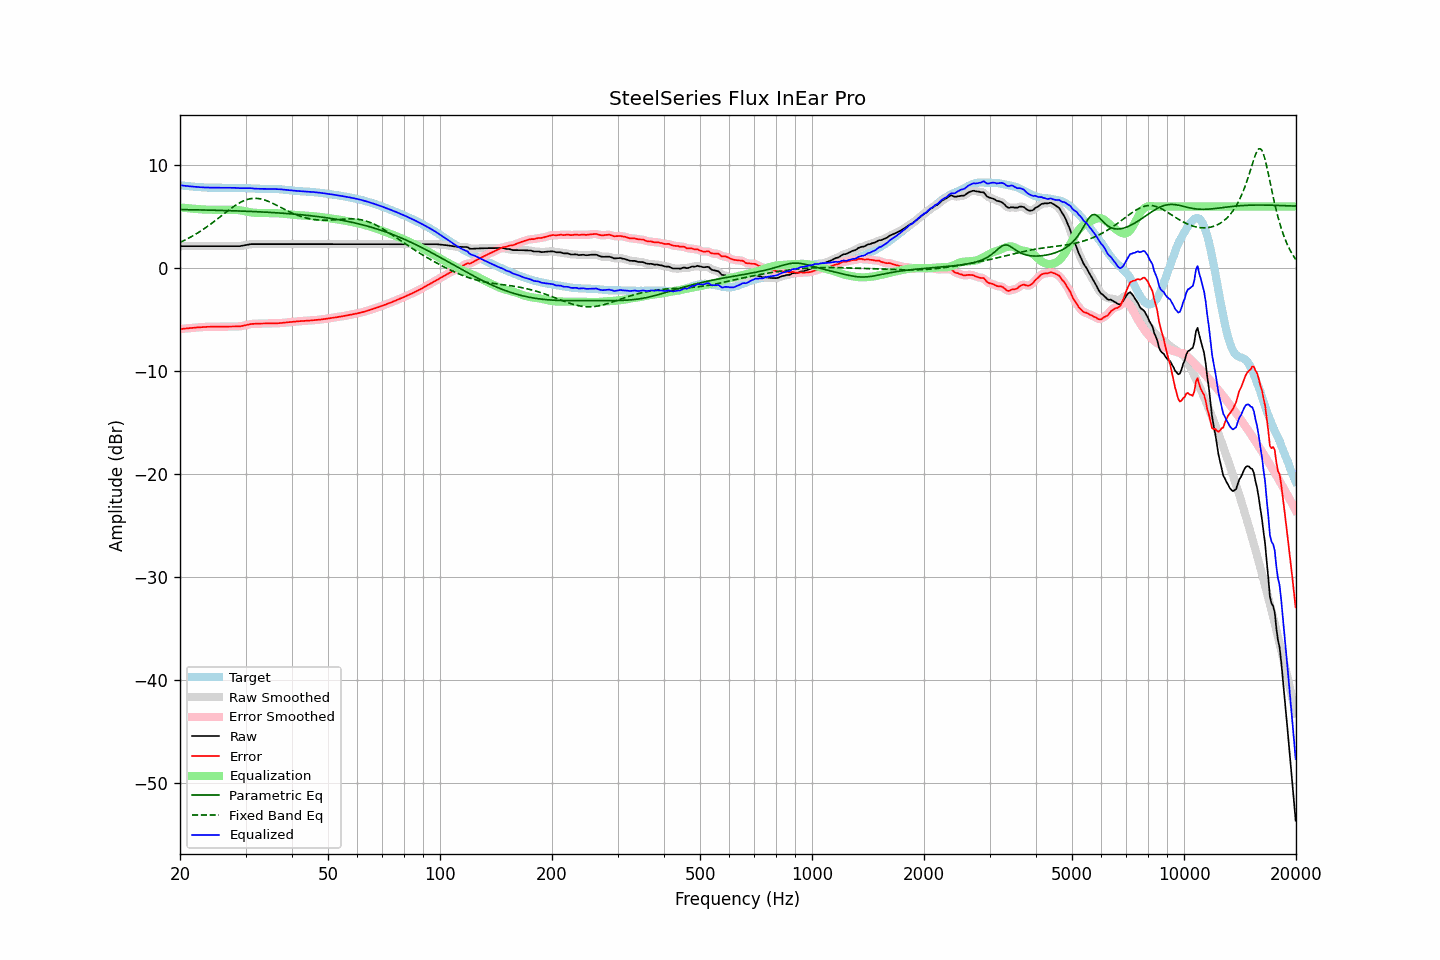 SteelSeries Flux InEar Pro
Amplitude (dBr)
10
0
−10
−20
−30
−40
−50
Target
Raw Smoothed
Error Smoothed
Raw
Error
Equalization
Parametric Eq
Fixed Band Eq
Equalized
20 50 100 200 500 1000 2000 5000 10000 20000
Frequency (Hz)